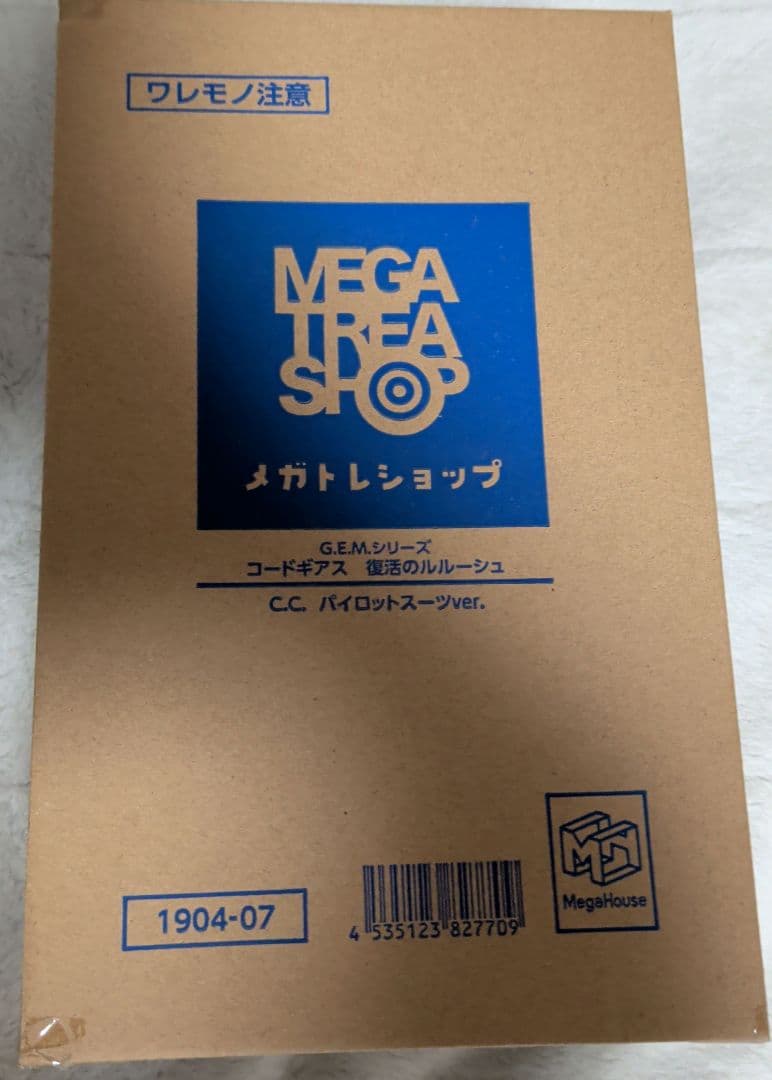 ワレモノ注意
MEGA
TREA
SHOP
メガトレショップ
G.E.M.シリーズ
コードギアス 復活のルルーシュ
C.C. パイロットスーツver.
1904-07
4 535123 827709
MegaHouse